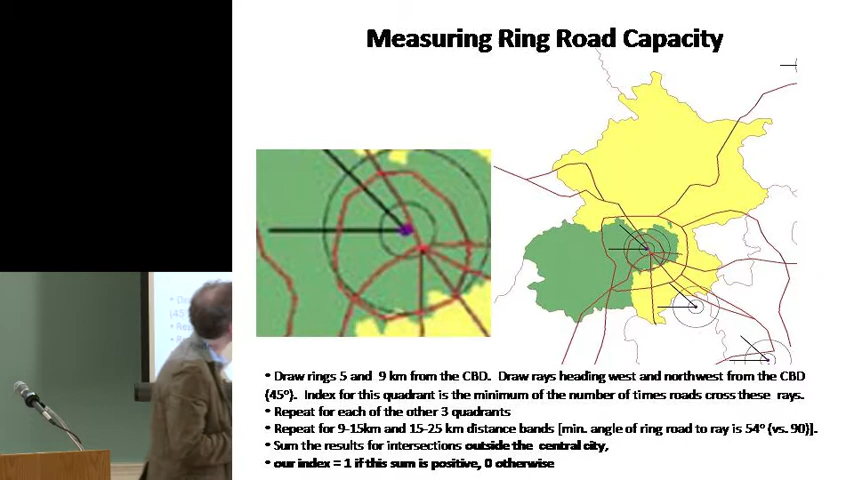 Measuring Ring Road Capacity
• Draw rings 5 and 9 km from the CBD. Draw rays heading west and northwest from the CBD
(45°). Index for this quadrant is the minimum of the number of times roads cross these rays.
• Repeat for each of the other 3 quadrants
• Repeat for 9-15km and 15-25 km distance bands [min. angle of ring road to ray is 54° (vs. 90)].
• Sum the results for intersections outside the central city,
• our index = 1 if this sum is positive, 0 otherwise